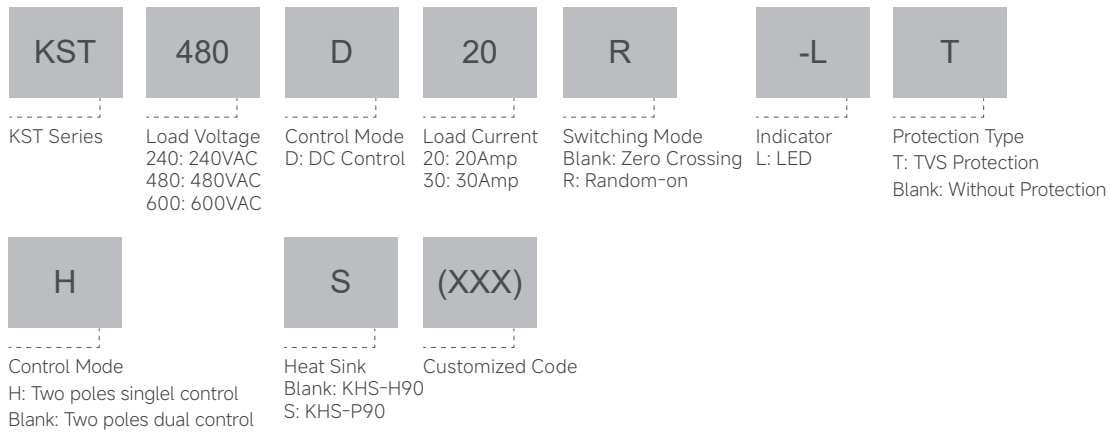 KST 480 D 20 R -L T
KST Series
Load Voltage
240: 240VAC
480: 480VAC
600: 600VAC
Control Mode
D: DC Control
Load Current
20: 20Amp
30: 30Amp
Switching Mode
Blank: Zero Crossing
R: Random-on
Indicator
L: LED
Protection Type
T: TVS Protection
Blank: Without Protection
H S (XXX)
Control Mode
H: Two poles singlel control
Blank: Two poles dual control
Heat Sink
Blank: KHS-H90
S: KHS-P90
Customized Code